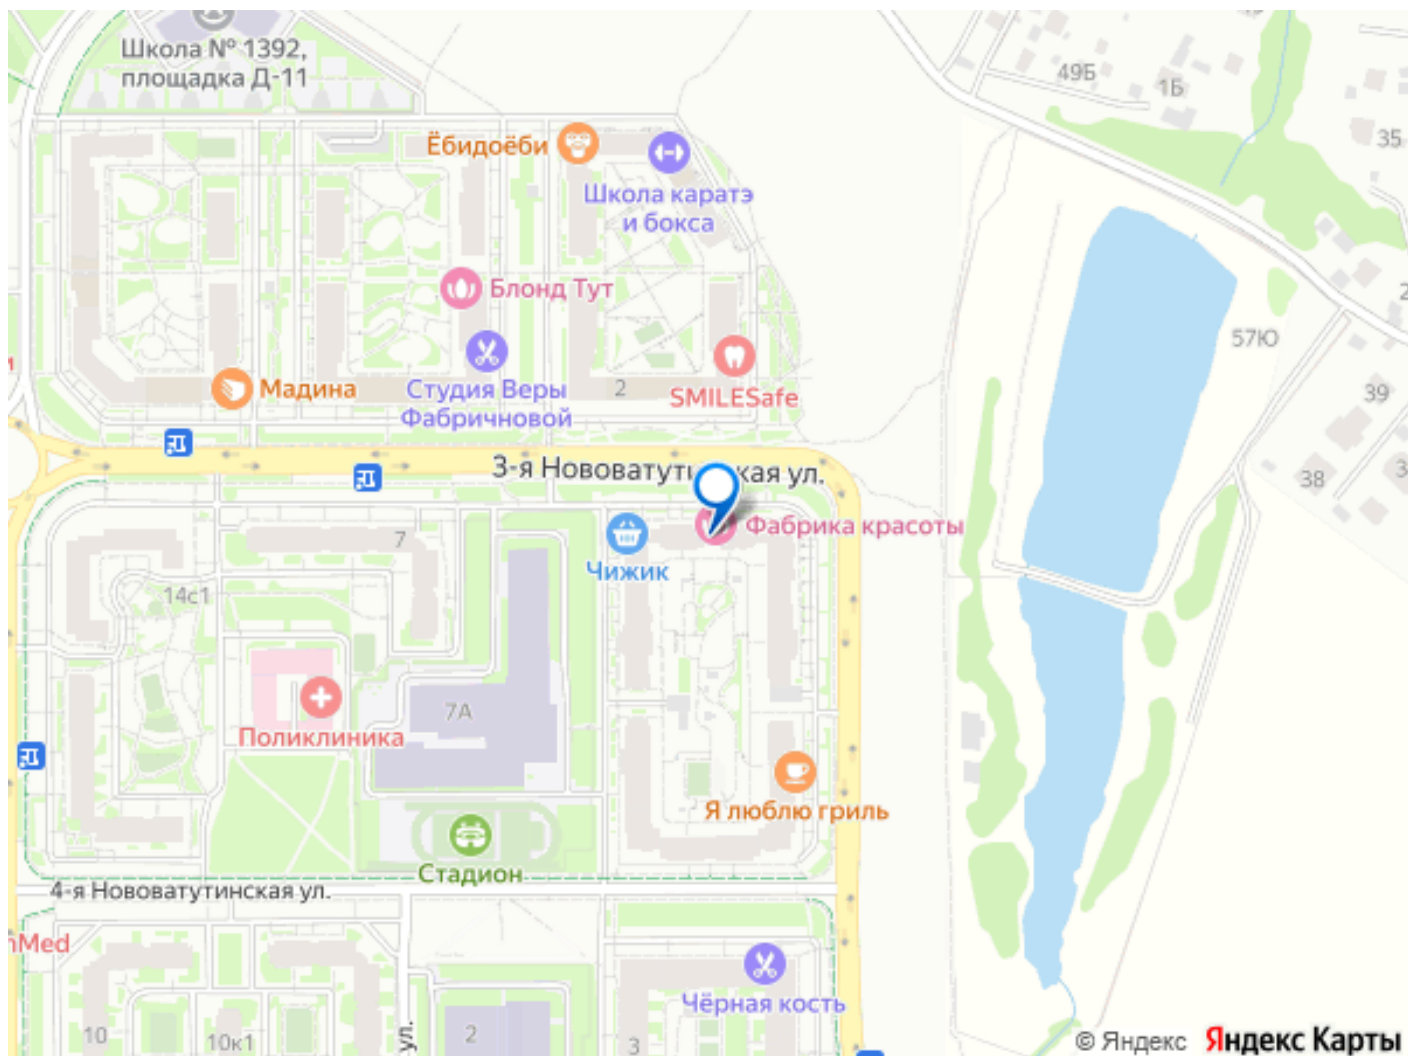 Школа № 1392,
площадка Д-11
49Б
1Б
35
Ёбидоёби
Школа каратэ
и бокса
Блонд Тут
57Ю
Мадина
Студия Веры
Фабричновой
2
SMILESafe
39
38
3-я Нововатутинская ул.
Фабрика красоты
7
Чижик
14с1
7А
Поликлиника
Я люблю гриль
Стадион
4-я Нововатутинская ул.
nMed
Чёрная кость
10
10к1
ул.
2
3
© Яндекс Яндекс Карты